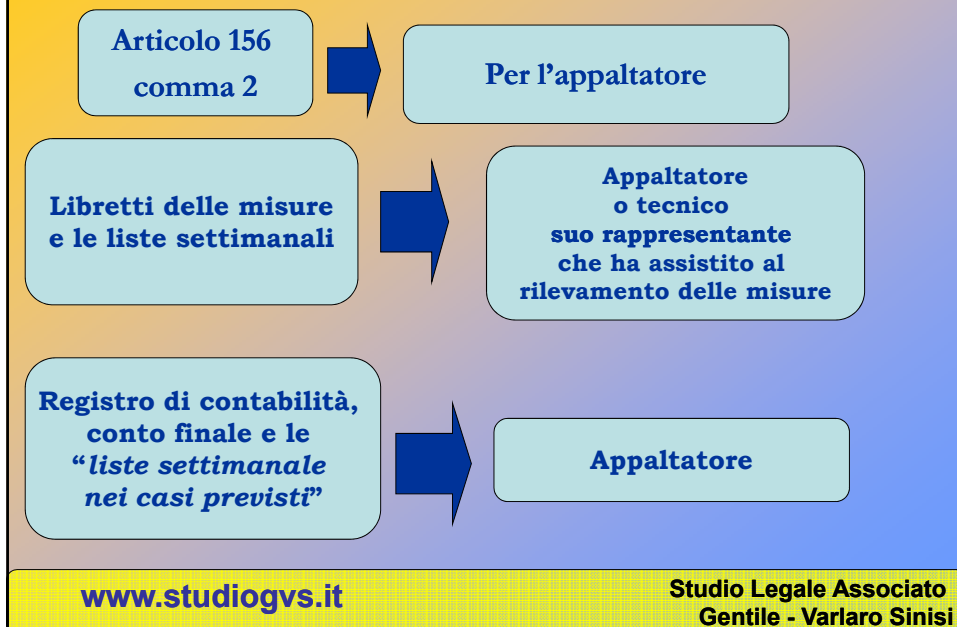 Articolo 156
comma 2
Per l’appaltatore
Libretti delle misure
e le liste settimanali
Appaltatore
o tecnico
suo rappresentante
che ha assistito al
rilevamento delle misure
Registro di contabilità,
conto finale e le
“liste settimanale
nei casi previsti”
Appaltatore
www.studiogvs.it
Studio Legale Associato
Gentile - Varlaro Sinisi